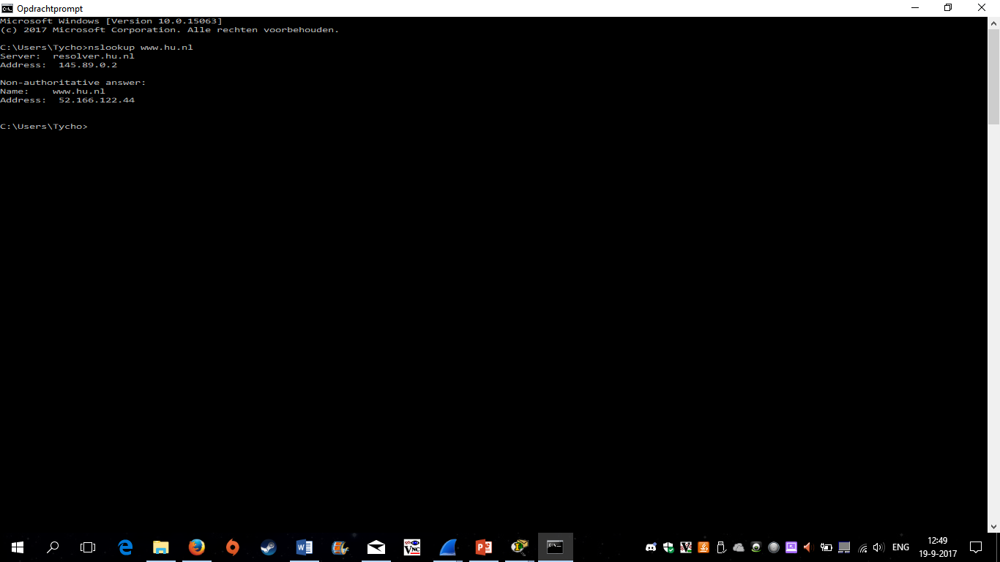 Opdrachtprompt
Microsoft Windows [Version 10.0.15063]
(c) 2017 Microsoft Corporation. Alle rechten voorbehouden.
C:\Users\Tycho>nslookup www.hu.nl
Server:  resolver.hu.nl
Address:  145.89.0.2
Non-authoritative answer:
Name:    www.hu.nl
Address:  52.166.122.44
C:\Users\Tycho>
VNC
ENG
12:49
19-9-2017